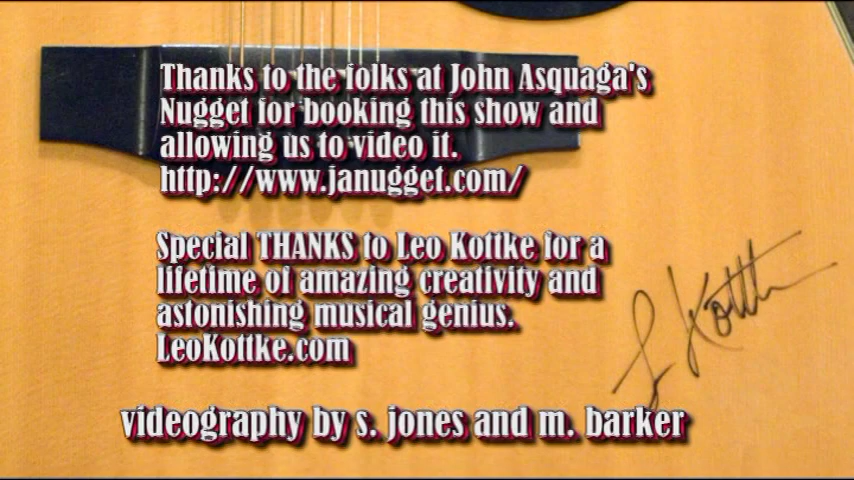 Thanks to the folks at John Asquaga's
Nugget for booking this show and
allowing us to video it.
http://www.janugget.com/
Special THANKS to Leo Kottke for a
lifetime of amazing creativity and
astonishing musical genius.
LeoKottke.com
L Kottke
videography by s. jones and m. barker